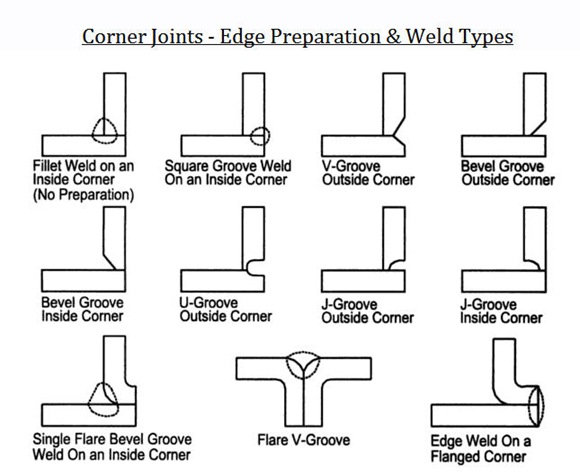 Corner Joints - Edge Preparation & Weld Types
Fillet Weld on an
Inside Corner
(No Preparation)
Square Groove Weld
On an Inside Corner
V-Groove
Outside Corner
Bevel Groove
Outside Corner
Bevel Groove
Inside Corner
U-Groove
Outside Corner
J-Groove
Outside Corner
J-Groove
Inside Corner
Single Flare Bevel Groove
Weld On an Inside Corner
Flare V-Groove
Edge Weld On a
Flanged Corner